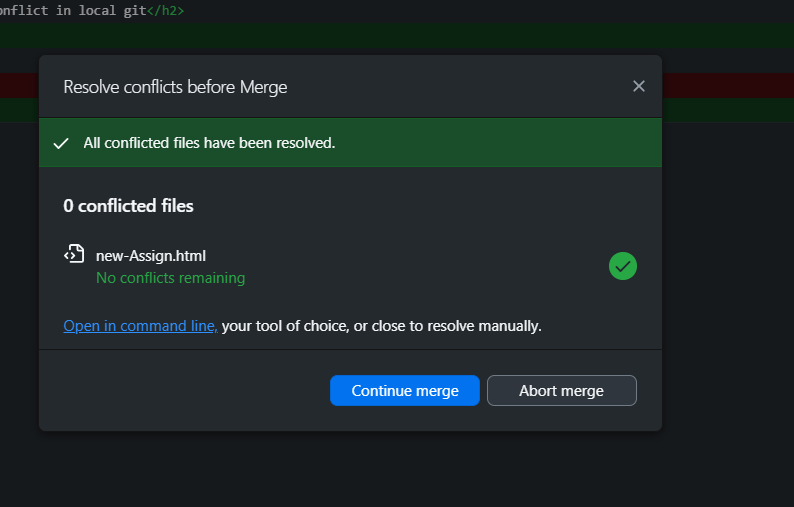 onflict in local git</h2>
Resolve conflicts before Merge
All conflicted files have been resolved.
0 conflicted files
new-Assign.html
No conflicts remaining
Open in command line, your tool of choice, or close to resolve manually.
Continue merge Abort merge